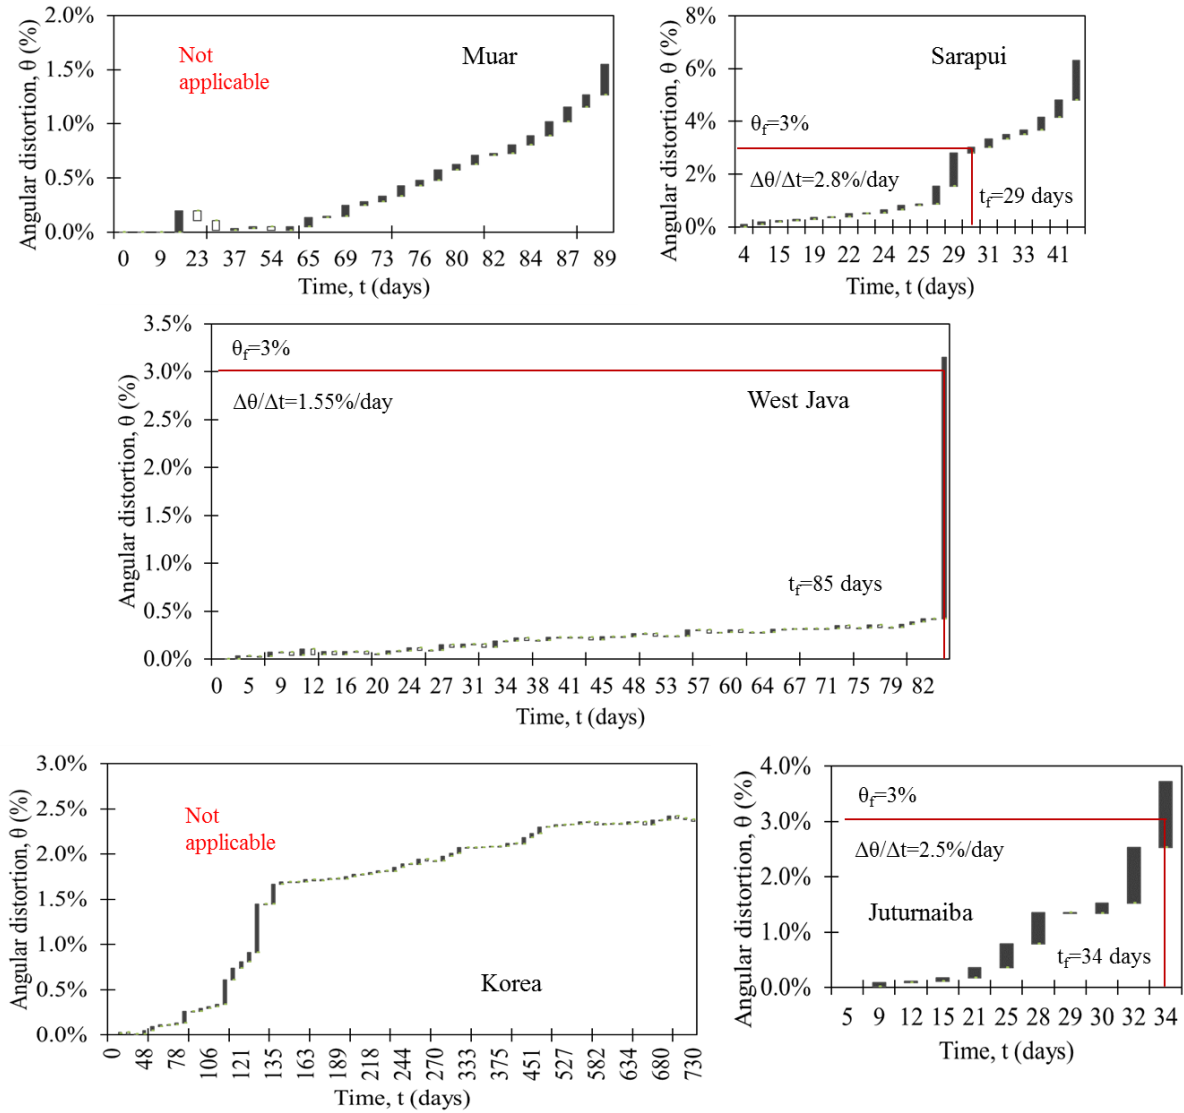 2.0%
1.5%
1.0%
0.5%
0.0%
Angular distortion, θ (%)
Not
applicable
Muar
0 9 23 37 54 65 69 73 76 80 82 84 87 89
Time, t (days)
8%
6%
4%
2%
0%
Angular distortion, θ (%)
Sarapui
θf=3%
Δθ/Δt=2.8%/day
tf=29 days
4 15 19 22 24 25 29 31 33 41
Time, t (days)
3.5%
3.0%
2.5%
2.0%
1.5%
1.0%
0.5%
0.0%
Angular distortion, θ (%)
θf=3%
Δθ/Δt=1.55%/day
West Java
tf=85 days
0 5 9 12 16 20 24 27 31 34 38 41 45 48 53 57 60 64 67 71 75 79 82
Time, t (days)
3.0%
2.5%
2.0%
1.5%
1.0%
0.5%
0.0%
Angular distortion, θ (%)
Not
applicable
Korea
0 48 78 106 121 135 163 189 218 244 270 333 375 451 527 582 634 680 730
Time, t (days)
4.0%
3.0%
2.0%
1.0%
0.0%
Angular distortion, θ (%)
θf=3%
Δθ/Δt=2.5%/day
Juturnaiba
tf=34 days
5 9 12 15 21 25 28 29 30 32 34
Time, t (days)